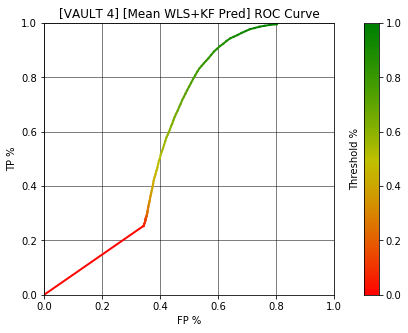 [VAULT 4] [Mean WLS+KF Pred] ROC Curve
1.0
0.8
0.6
0.4
0.2
0.0
TP %
0.0 0.2 0.4 0.6 0.8 1.0
FP %
Threshold %
1.0
0.8
0.6
0.4
0.2
0.0